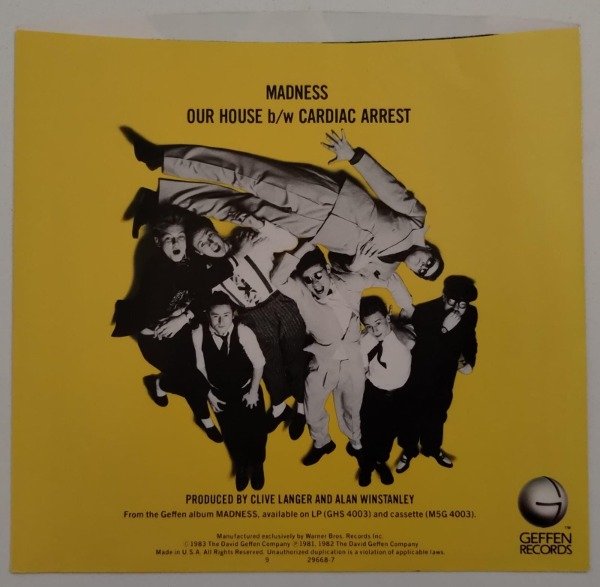 MADNESS
OUR HOUSE b/w CARDIAC ARREST
PRODUCED BY CLIVE LANGER AND ALAN WINSTANLEY
From the Geffen album MADNESS, available on LP (GHS 4003) and cassette (M5G 4003).
Manufactured exclusively by Warner Bros. Records Inc.
©1983 The David Geffen Company ℗1981, 1982 The David Geffen Company
Made in U.S.A. All Rights Reserved. Unauthorized duplication is a violation of applicable laws.
9 29668-7
G
TM
GEFFEN
RECORDS